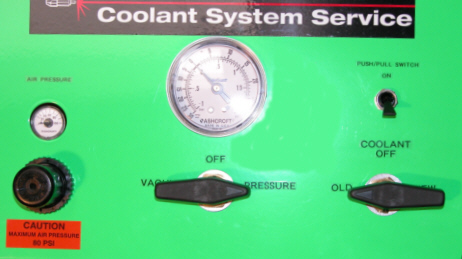 Coolant System Service
AIR PRESSURE
PUSH/PULL SWITCH
ON
ASHCROFT
COOLANT
OFF
OFF
PRESSURE
OLD
CAUTION
MAXIMUM AIR PRESSURE
80 PSI